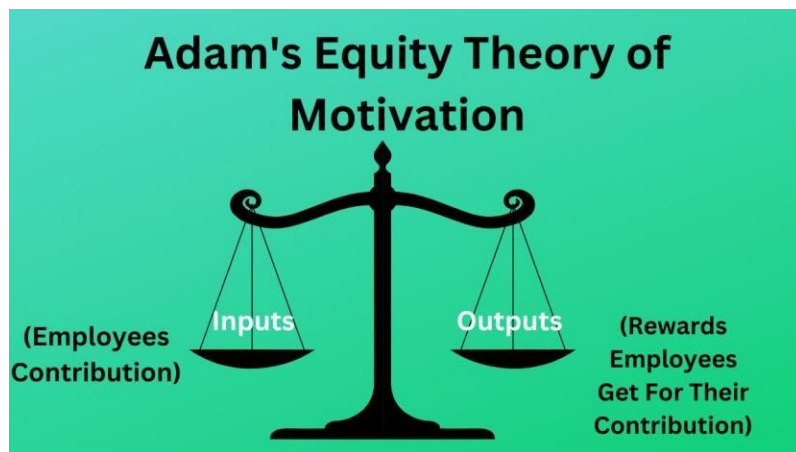 Adam's Equity Theory of
Motivation
Inputs
Outputs
(Employees
Contribution)
(Rewards
Employees
Get For Their
Contribution)